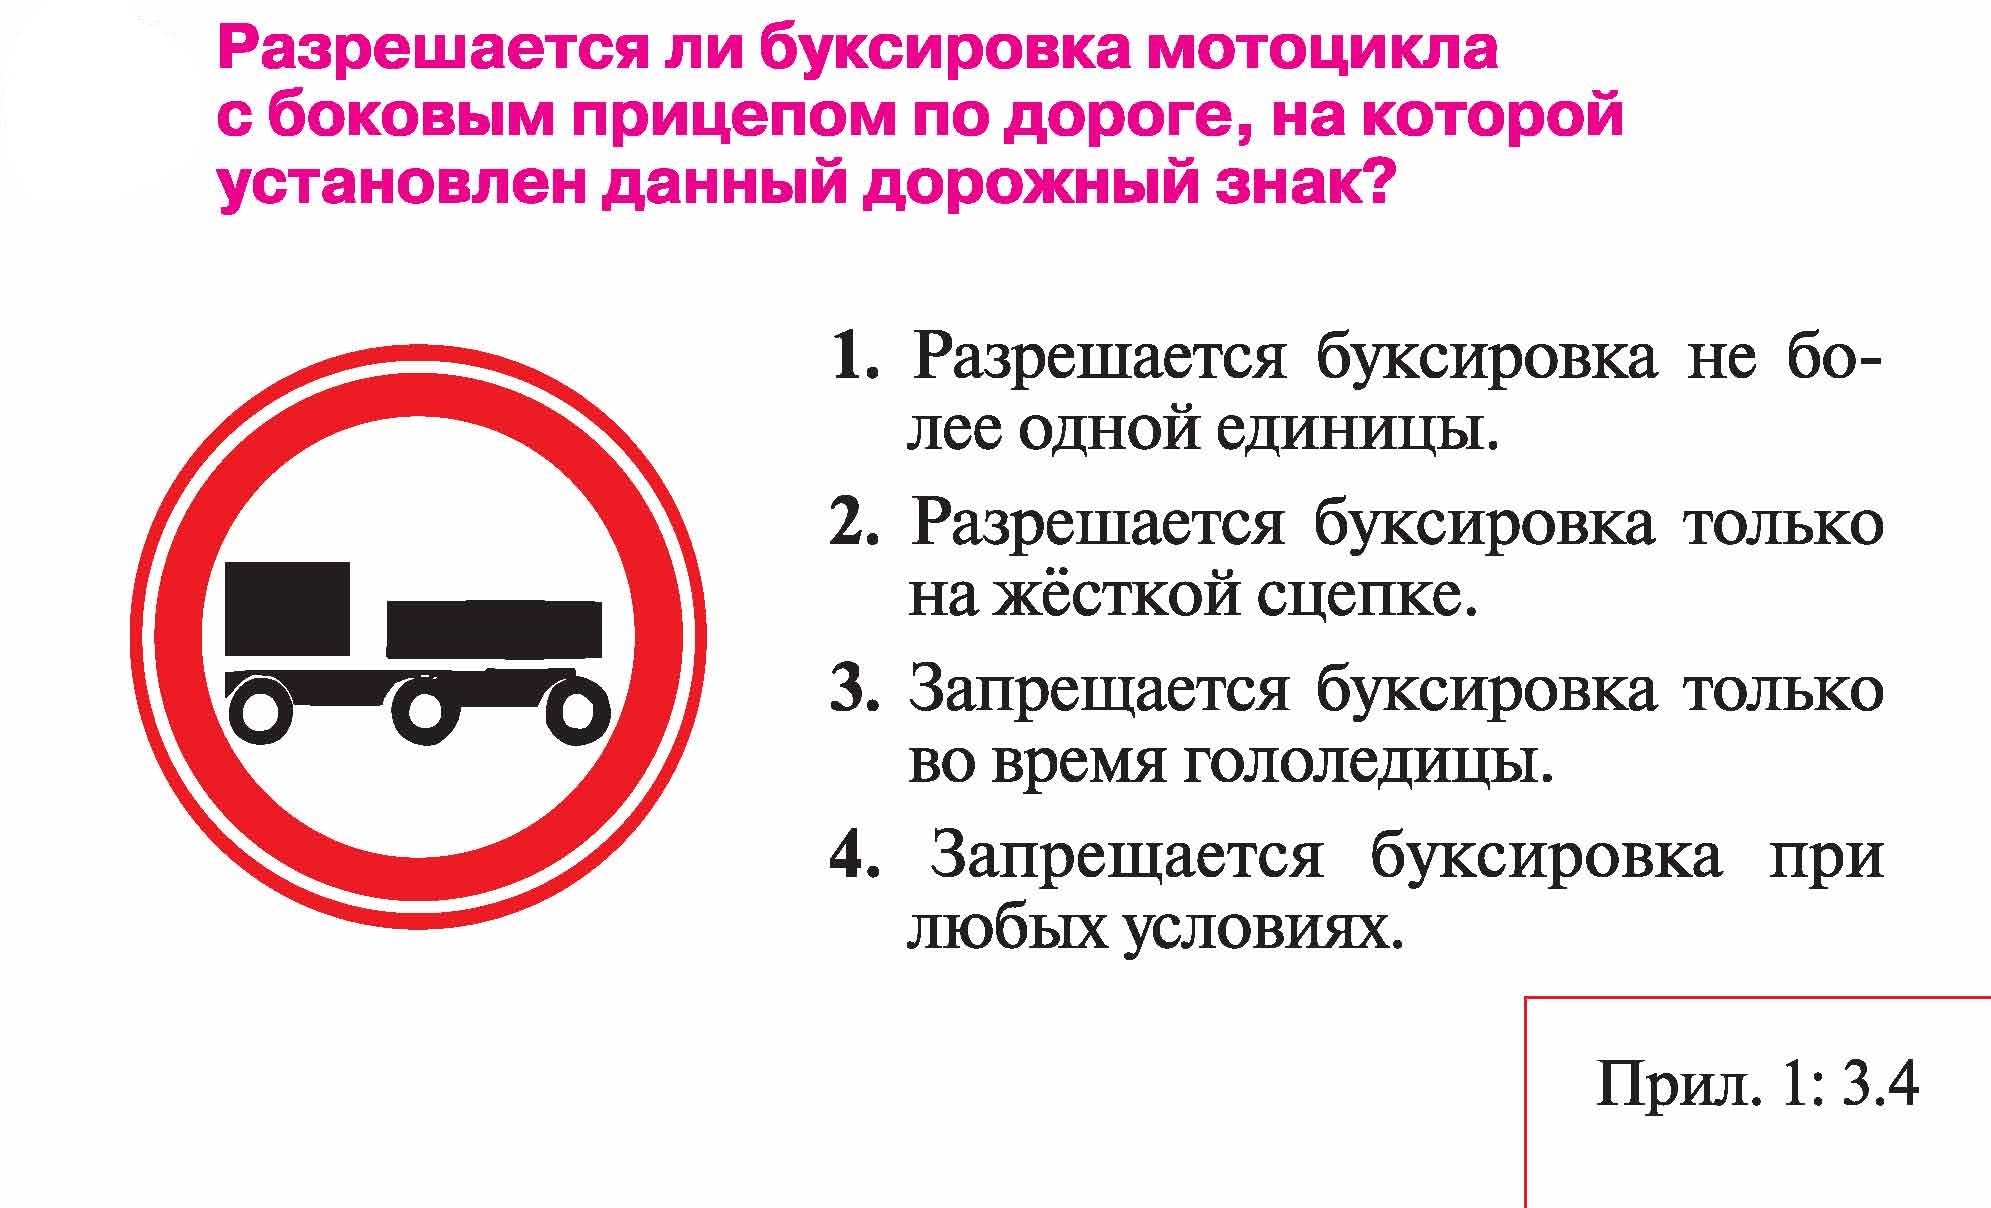 Разрешается ли буксировка мотоцикла
с боковым прицепом по дороге, на которой
установлен данный дорожный знак?
1. Разрешается буксировка не бо-
лее одной единицы.
2. Разрешается буксировка только
на жёсткой сцепке.
3. Запрещается буксировка только
во время гололедицы.
4. Запрещается буксировка при
любых условиях.
Прил. 1: 3.4